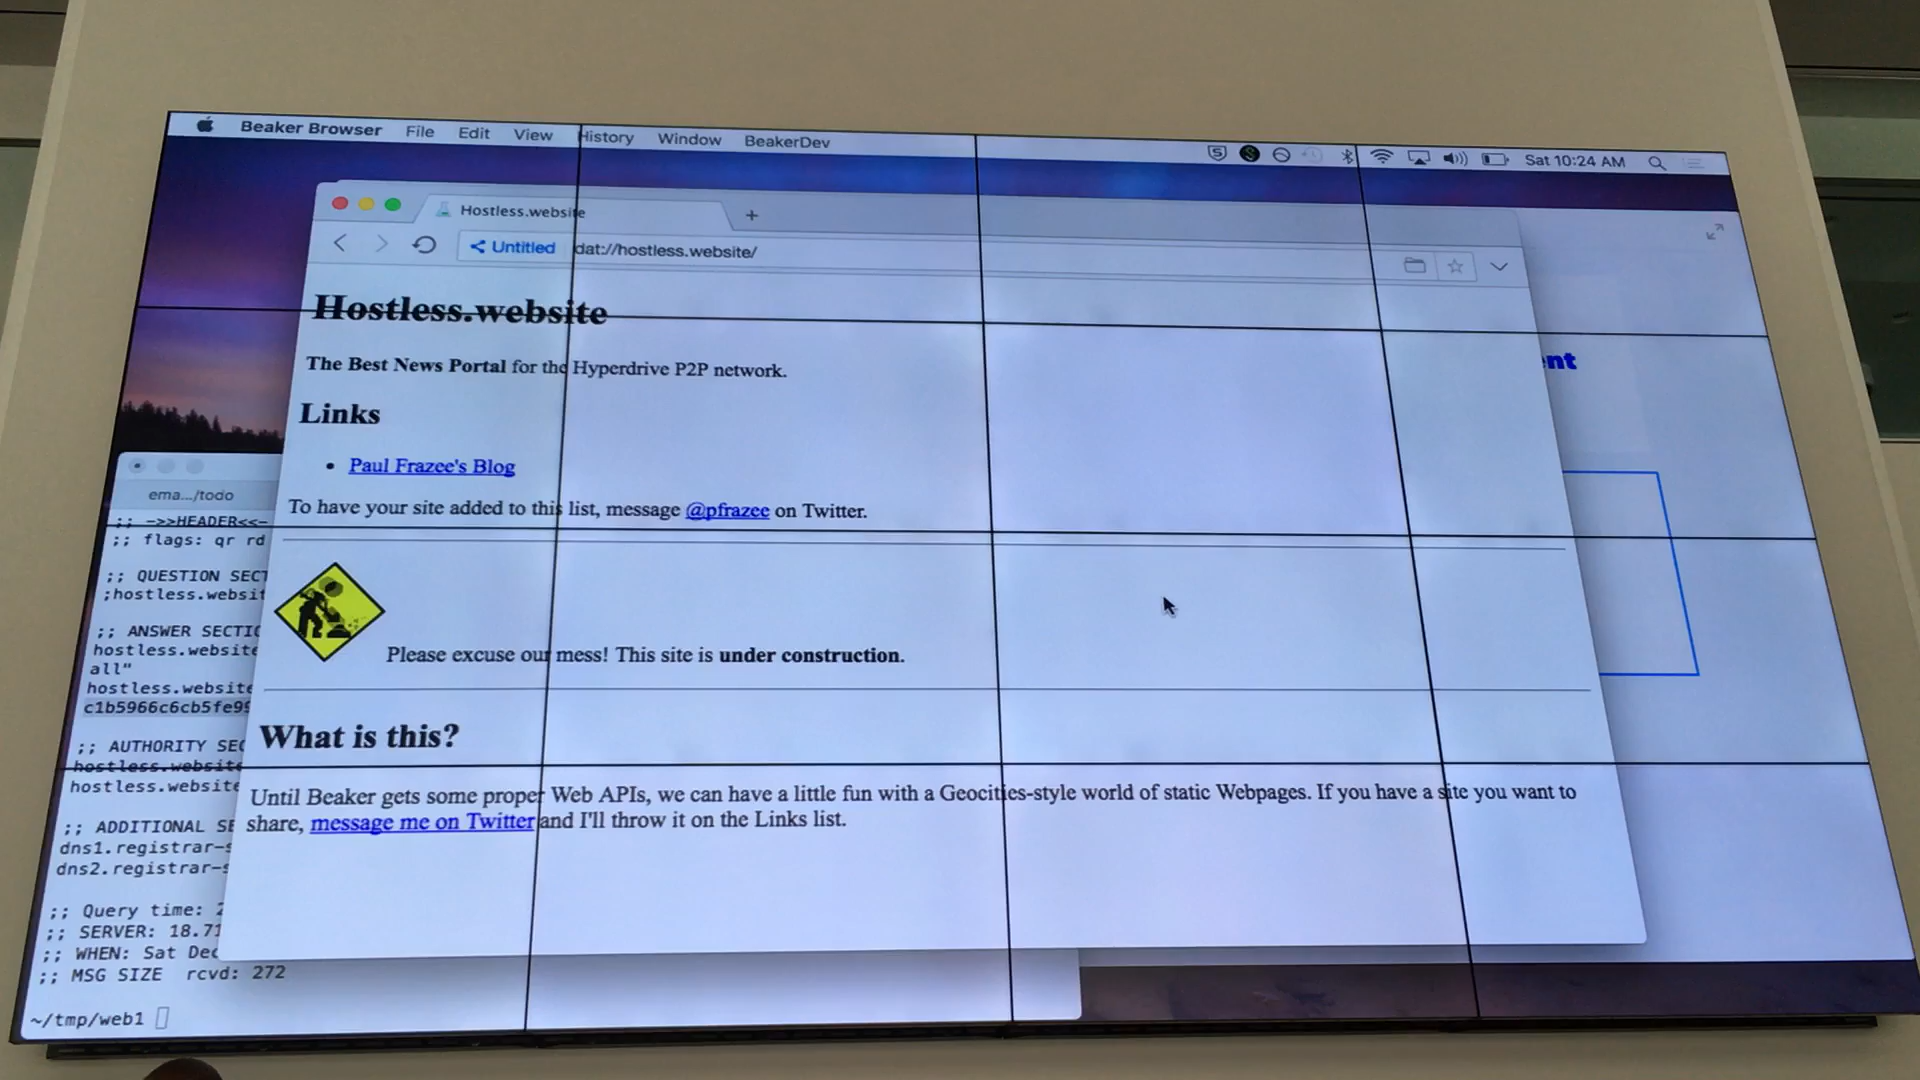 Beaker Browser File Edit View History Window BeakerDev
Sat 10:24 AM
Hostless.website
Untitled dat://hostless.website/
Hostless.website
The Best News Portal for the Hyperdrive P2P network.
Links
Paul Frazee's Blog
To have your site added to this list, message @pfrazee on Twitter.
Please excuse our mess! This site is under construction.
What is this?
Until Beaker gets some proper Web APIs, we can have a little fun with a Geocities-style world of static Webpages. If you have a site you want to
share, message me on Twitter and I'll throw it on the Links list.
nt
ema.../todo
;; ->>HEADER<<-
;; flags: qr rd
;; QUESTION SECT
;hostless.websit
;; ANSWER SECTIO
hostless.website
all"
hostless.website
c1b5966c6cb5fe99
;; AUTHORITY SEC
hostless.website
hostless.website
;; ADDITIONAL SE
dns1.registrar-s
dns2.registrar-s
;; Query time: 2
;; SERVER: 18.71
;; WHEN: Sat Dec
;; MSG SIZE rcvd: 272
~/tmp/web1